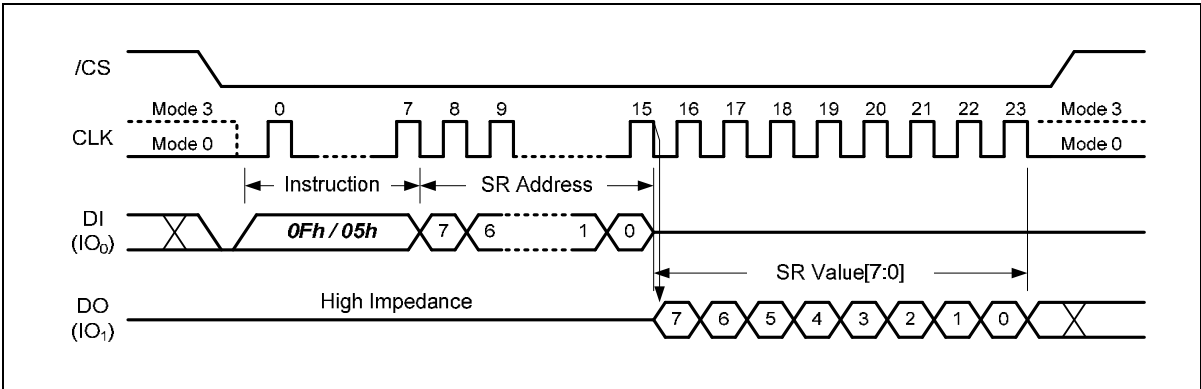 /CS
Mode 3 0 7 8 9 15 16 17 18 19 20 21 22 23 Mode 3
CLK
Mode 0 Mode 0
Instruction SR Address
DI
(IO₀)
0Fh / 05h 7 6 1 0
SR Value[7:0]
High Impedance
DO
(IO₁)
7 6 5 4 3 2 1 0